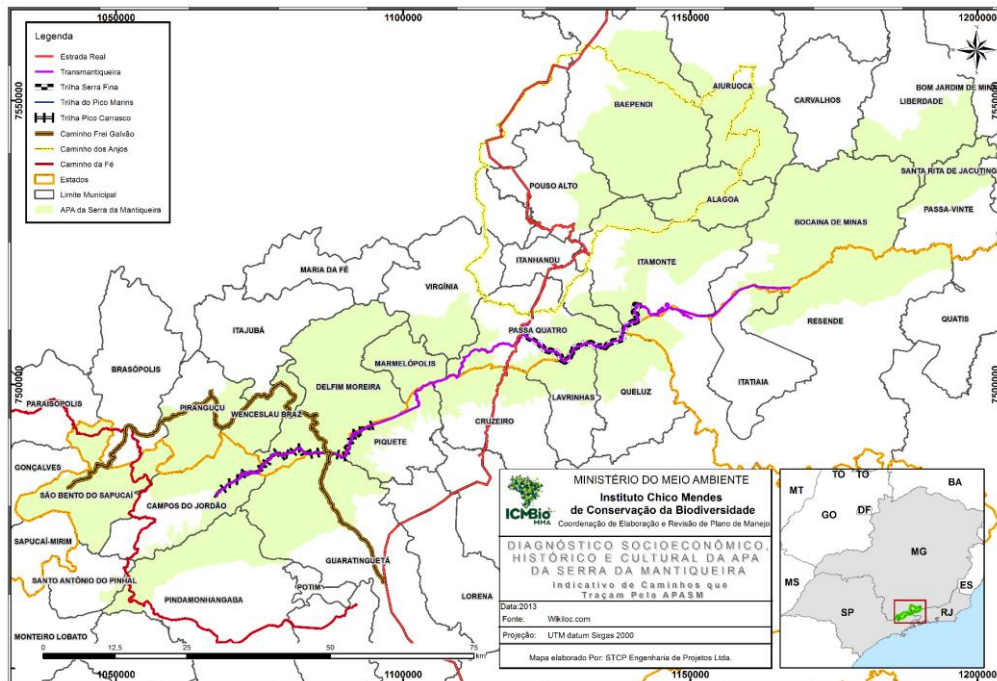 1050000
1100000
1150000
1200000
Legenda
Estrada Real
Transmantiqueira
Trilha Serra Fina
Trilha do Pico Marins
Trilha Pico Carrasco
Caminho Frei Galvão
Caminho dos Anjos
Caminho da Fé
Estados
Limite Municipal
APA da Serra da Mantiqueira
7550000
7550000
AIURUOCA
BAEPENDI
CARVALHOS
BOM JARDIM DE MIN
LIBERDADE
SANTA RITA DE JACUTING
POUSO ALTO
ALAGOA
PASSA-VINTE
BOCAINA DE MINAS
ITANHANDU
ITAMONTE
MARIA DA FÉ
VIRGÍNIA
RESENDE
QUATIS
ITAJUBÁ
PASSA QUATRO
MARMELÓPOLIS
BRASÓPOLIS
DELFIM MOREIRA
ITATIAIA
7500000
7500000
LAVRINHAS
QUELUZ
PARAISÓPOLIS
PIRANGUÇU
WENCESLAU BRAZ
CRUZEIRO
PIQUETE
GONÇALVES
SÃO BENTO DO SAPUCAÍ
CAMPOS DO JORDÃO
SAPUCAÍ-MIRIM
GUARATINGUETÁ
SANTO ANTÔNIO DO PINHAL
POTIM
PINDAMONHANGABA
LORENA
MONTEIRO LOBATO
0
12,5
25
50
75
km
ICMBio
MMA
MINISTÉRIO DO MEIO AMBIENTE
Instituto Chico Mendes
de Conservação da Biodiversidade
Coordenação de Elaboração e Revisão de Plano de Manejo
DIAGNÓSTICO SOCIOECONÔMICO,
HISTÓRICO E CULTURAL DA APA
DA SERRA DA MANTIQUEIRA
Indicativo de Caminhos que
Traçam Pela APASM
Data:2013
Fonte: Wikiloc.com
Projeção: UTM datum Sirgas 2000
Mapa elaborado Por: STCP Engenharia de Projetos Ltda.
TO
TO
MT
BA
GO
DF
MG
MS
ES
SP
RJ
1050000
1100000
1150000
1200000